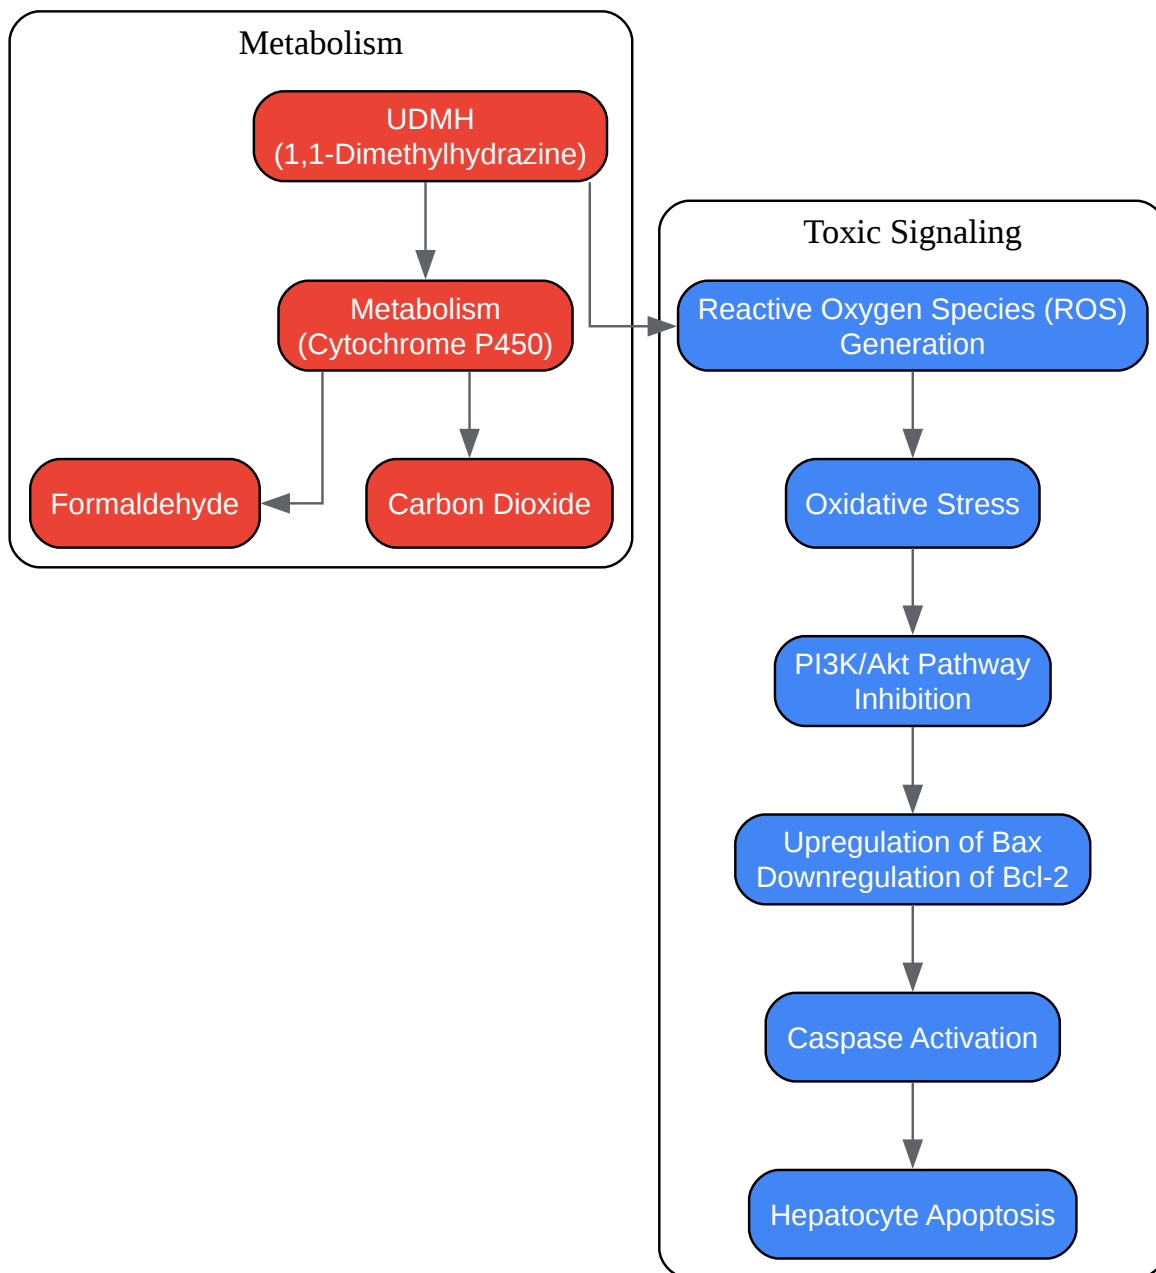 Metabolism
UDMH
(1,1-Dimethylhydrazine)
Metabolism
(Cytochrome P450)
Formaldehyde
Carbon Dioxide
Toxic Signaling
Reactive Oxygen Species (ROS)
Generation
Oxidative Stress
PI3K/Akt Pathway
Inhibition
Upregulation of Bax
Downregulation of Bcl-2
Caspase Activation
Hepatocyte Apoptosis